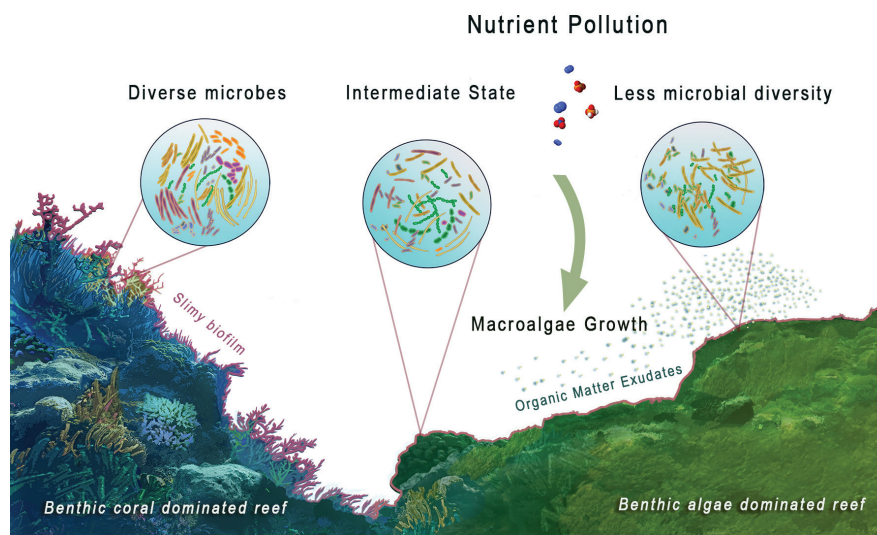 Nutrient Pollution
Diverse microbes
Intermediate State
Less microbial diversity
Slimy biofilm
Macroalgae Growth
Organic Matter Exudates
Benthic coral dominated reef
Benthic algae dominated reef